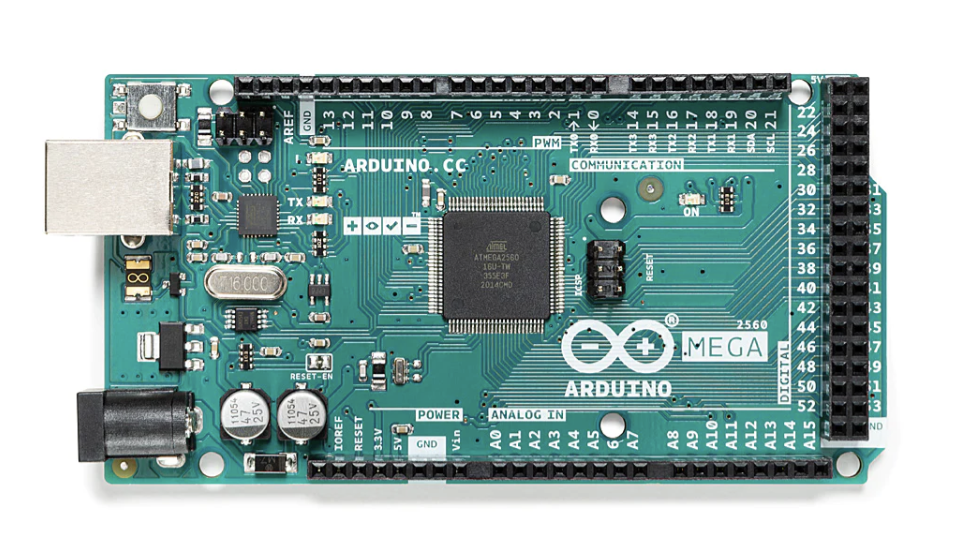 5V
AREF
GND
13
12
11
10
9
8
7
6
5
4
3
2
TX0→1
RX0←0
TX3 14
RX3 15
TX2 16
RX2 17
TX1 18
RX1 19
SDA 20
SCL 21
PWM
COMMUNICATION
ARDUINO.CC
L
TX
RX
ON
22
24
26
28
30
32
34
36
38
40
42
44
46
48
50
52
DIGITAL
ATMEGA2560
16U-TW
2014CMD
ICSP
RESET
16.000
2560
MEGA
®
ARDUINO
RESET-EN
11054
47
25V
11054
47
25V
POWER
ANALOG IN
IOREF
RESET
3.3V
5V
GND
Vin
A0
A1
A2
A3
A4
A5
A7
A8
A9
A10
A11
A12
A13
A14
A15